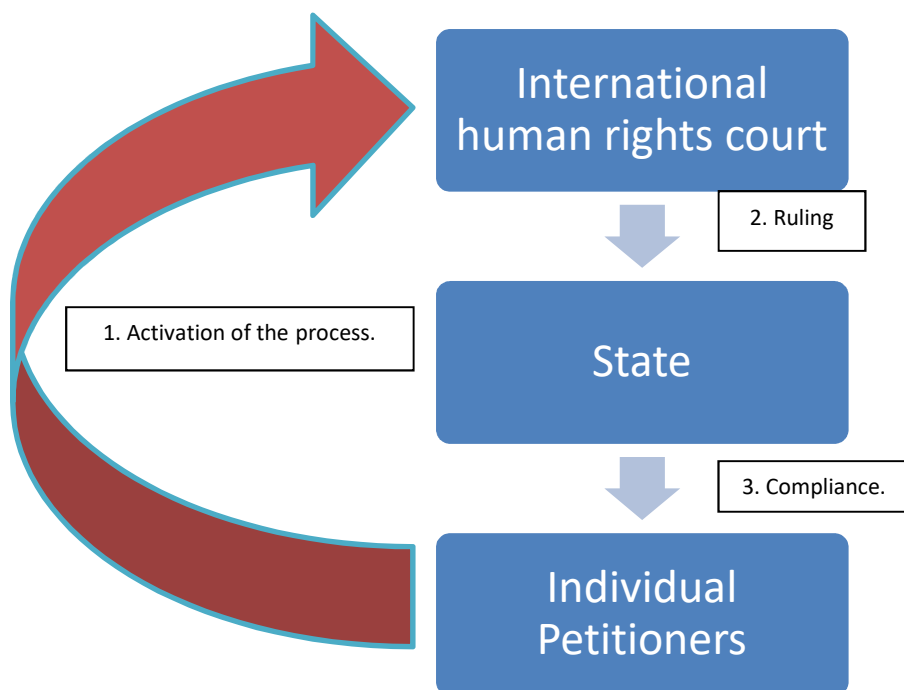 International
human rights court
2. Ruling
1. Activation of the process.
State
3. Compliance.
Individual
Petitioners